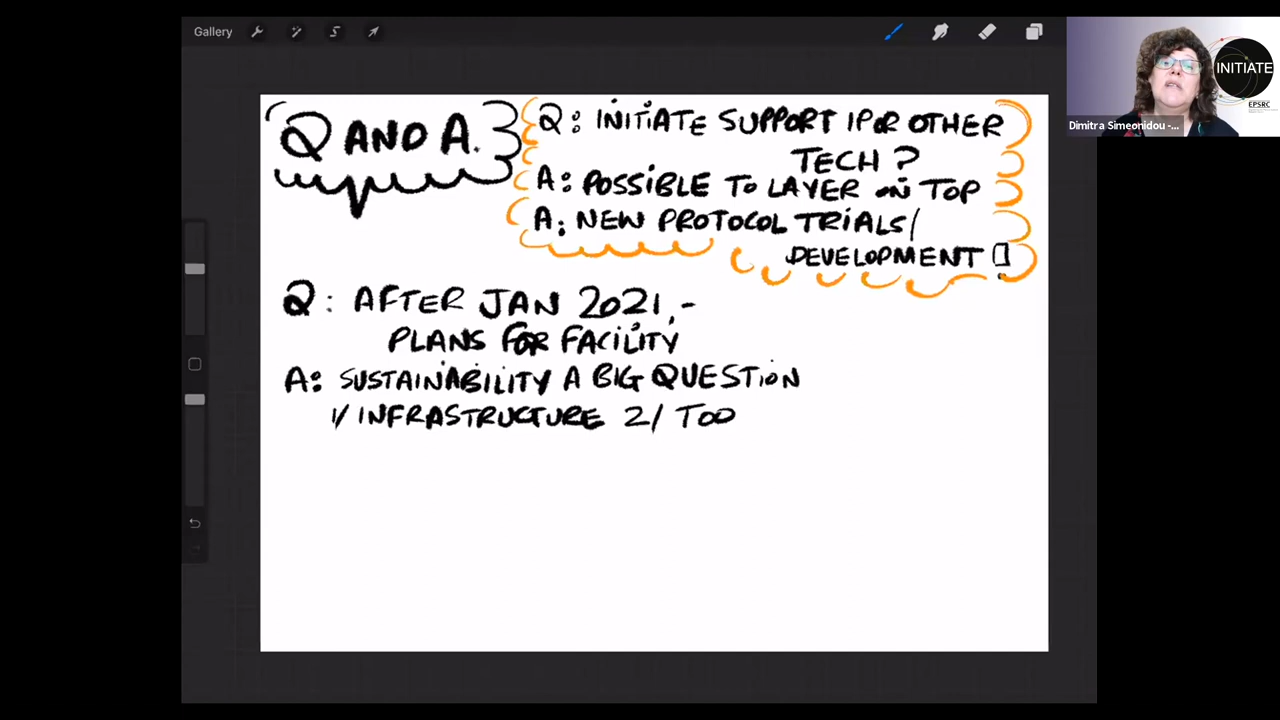 Gallery
Q AND A.
Q: INITIATE SUPPORT IP OR OTHER
TECH?
A: POSSIBLE TO LAYER ON TOP
A: NEW PROTOCOL TRIALS/
DEVELOPMENT!
Q: AFTER JAN 2021,-
PLANS FOR FACILITY
A: SUSTAINABILITY A BIG QUESTION
1/ INFRASTRUCTURE 2/ TOO
INITIATE
EPSRC
Dimitra Simeonidou -...